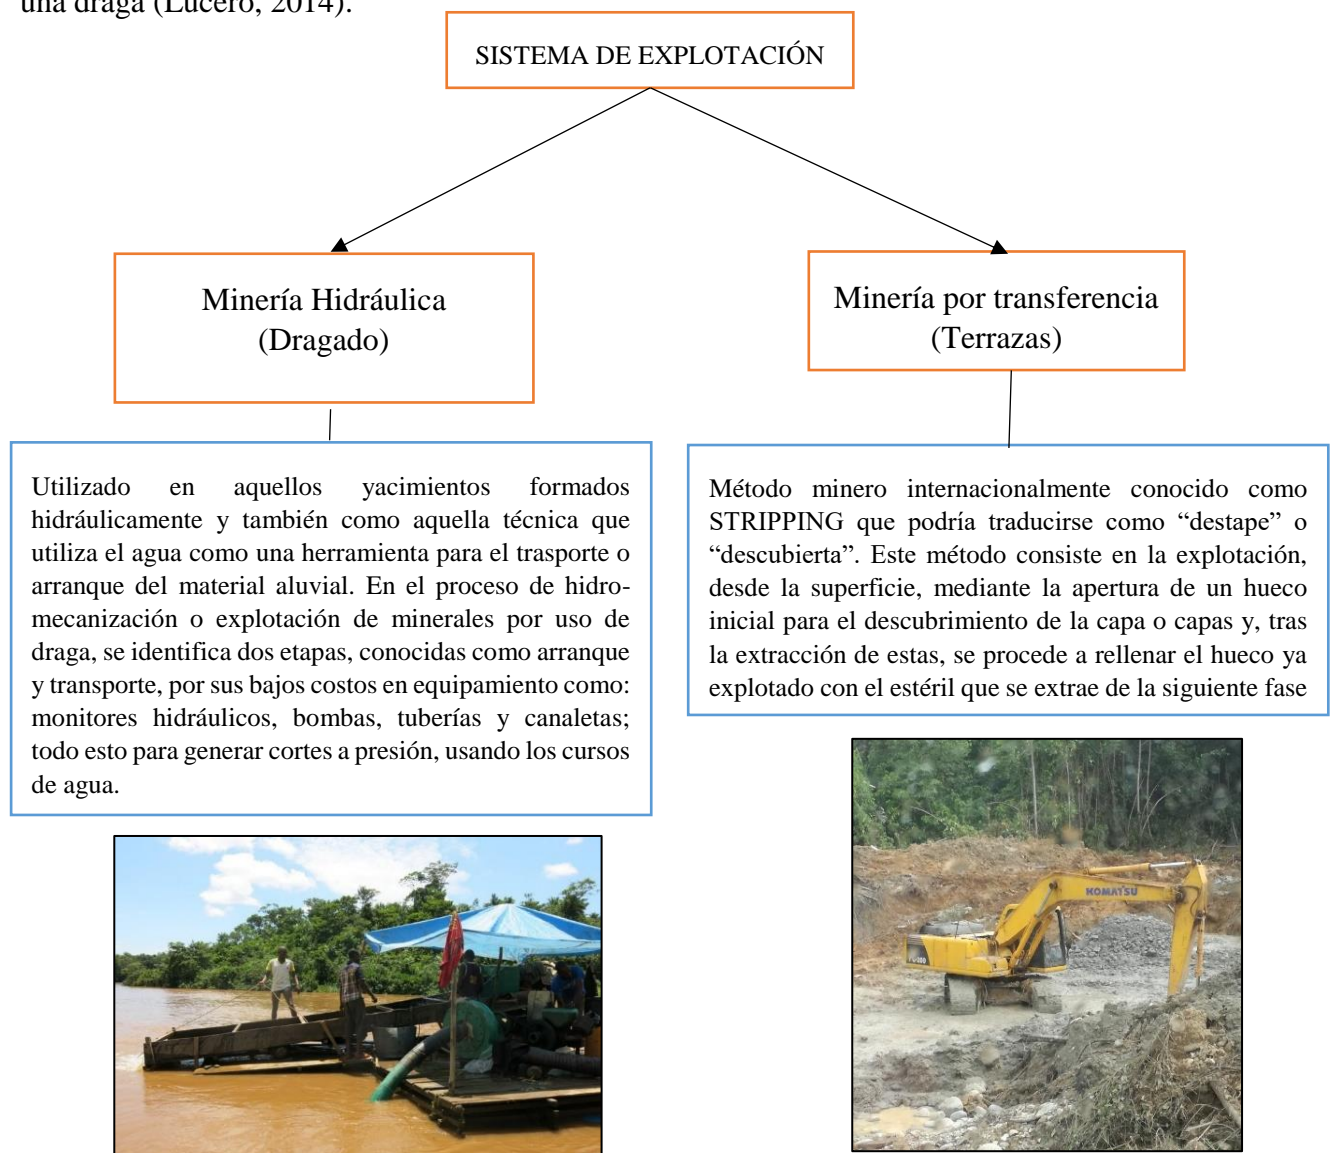 una draga (Lucero, 2014).
SISTEMA DE EXPLOTACIÓN
Minería Hidráulica
(Dragado)
Utilizado en aquellos yacimientos formados
hidráulicamente y también como aquella técnica que
utiliza el agua como una herramienta para el trasporte o
arranque del material aluvial. En el proceso de hidro-
mecanización o explotación de minerales por uso de
draga, se identifica dos etapas, conocidas como arranque
y transporte, por sus bajos costos en equipamiento como:
monitores hidráulicos, bombas, tuberías y canaletas;
todo esto para generar cortes a presión, usando los cursos
de agua.
Minería por transferencia
(Terrazas)
Método minero internacionalmente conocido como
STRIPPING que podría traducirse como “destape” o
“descubierta”. Este método consiste en la explotación,
desde la superficie, mediante la apertura de un hueco
inicial para el descubrimiento de la capa o capas y, tras
la extracción de estas, se procede a rellenar el hueco ya
explotado con el estéril que se extrae de la siguiente fase
KOMATSU